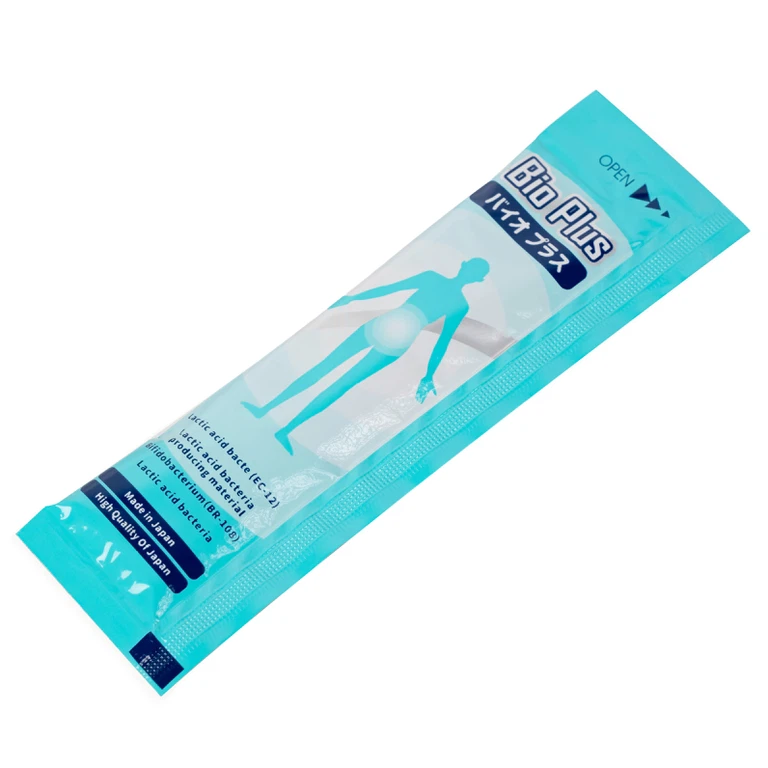 OPEN
Bio Plus
バイオ プラス
Lactic acid bacte (EC-12)
Lactic acid bacteria
producing material
Bifidobacterium(BR-108)
Lactic acid bacteria
Made in Japan
High Quality Of Japan